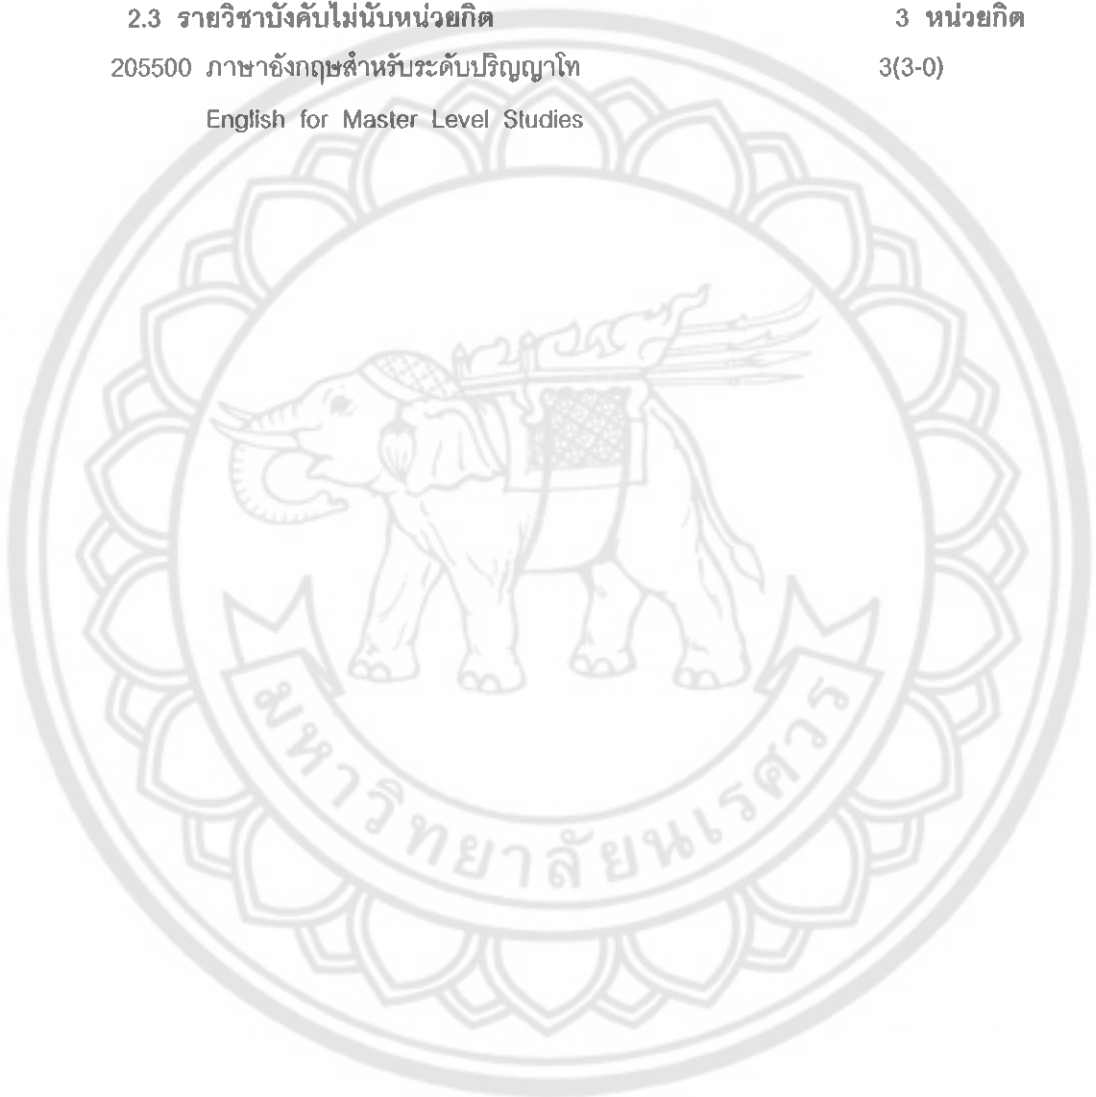 2.3 รายวิชาบังคับไม่นับหน่วยกิต 3 หน่วยกิต
205500 ภาษาอังกฤษสำหรับระดับปริญญาโท 3(3-0)
English for Master Level Studies
มหาวิทยาลัยนเรศวร